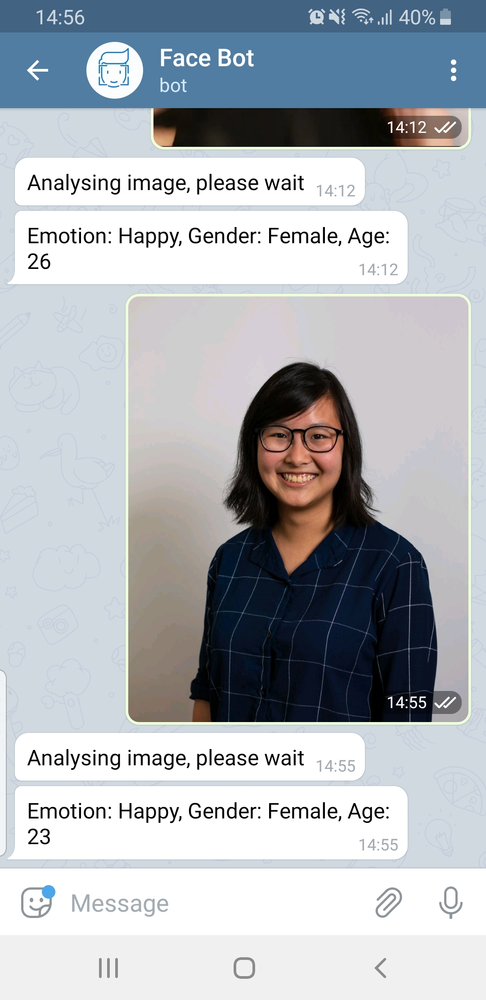 14:56
40%
Face Bot
bot
14:12
Analysing image, please wait 14:12
Emotion: Happy, Gender: Female, Age:
26
14:12
14:55
Analysing image, please wait 14:55
Emotion: Happy, Gender: Female, Age:
23
14:55
Message